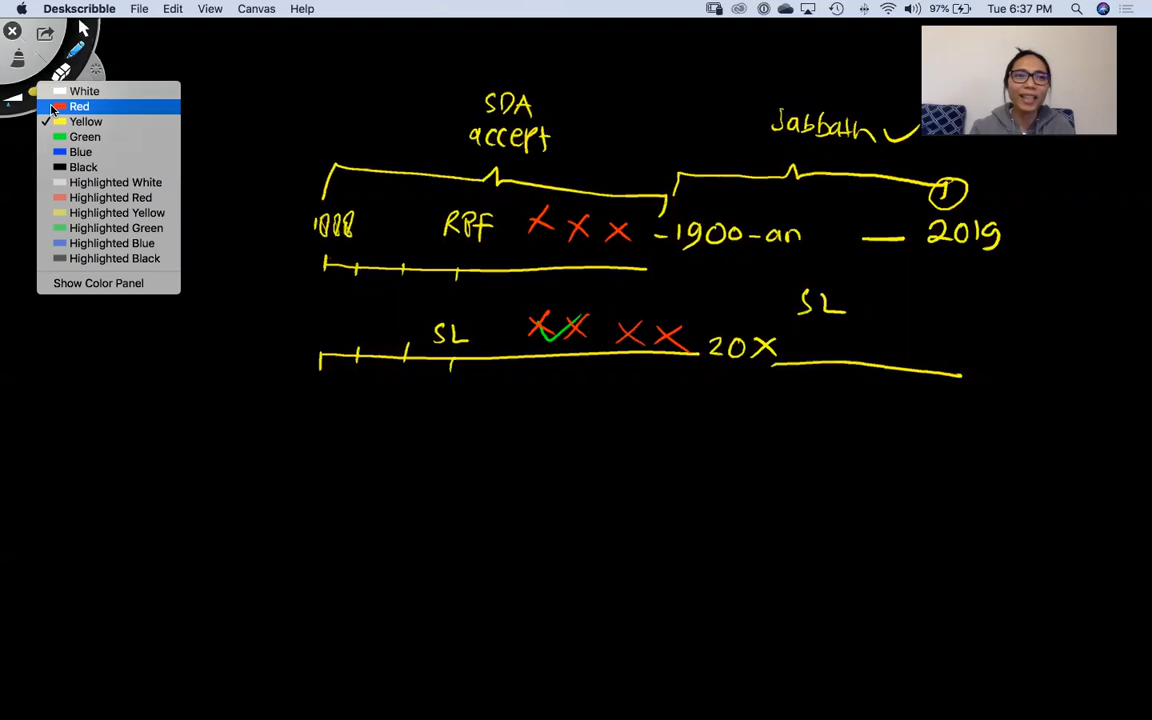 Deskscribble File Edit View Canvas Help 97% Tue 6:37 PM
White
Red
Yellow
Green
Blue
Black
Highlighted White
Highlighted Red
Highlighted Yellow
Highlighted Green
Highlighted Blue
Highlighted Black
Show Color Panel
SDA
accept
Sabbath ✓
1
1888 RPF X X X -1900-an — 2019
SL
SL X X X X 20X